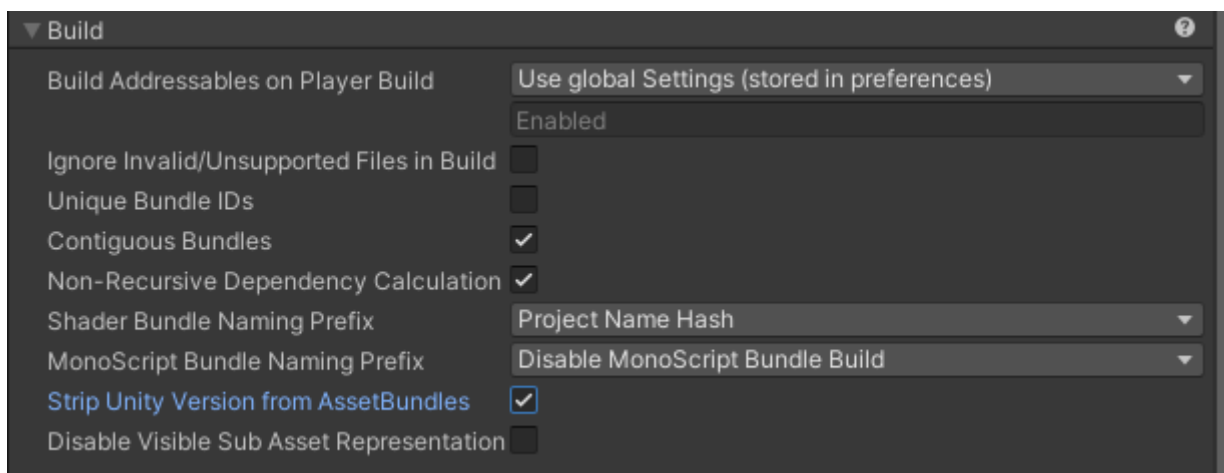 Build
Build Addressables on Player Build Use global Settings (stored in preferences)
Enabled
Ignore Invalid/Unsupported Files in Build
Unique Bundle IDs
Contiguous Bundles
Non-Recursive Dependency Calculation
Shader Bundle Naming Prefix Project Name Hash
MonoScript Bundle Naming Prefix Disable MonoScript Bundle Build
Strip Unity Version from AssetBundles
Disable Visible Sub Asset Representation